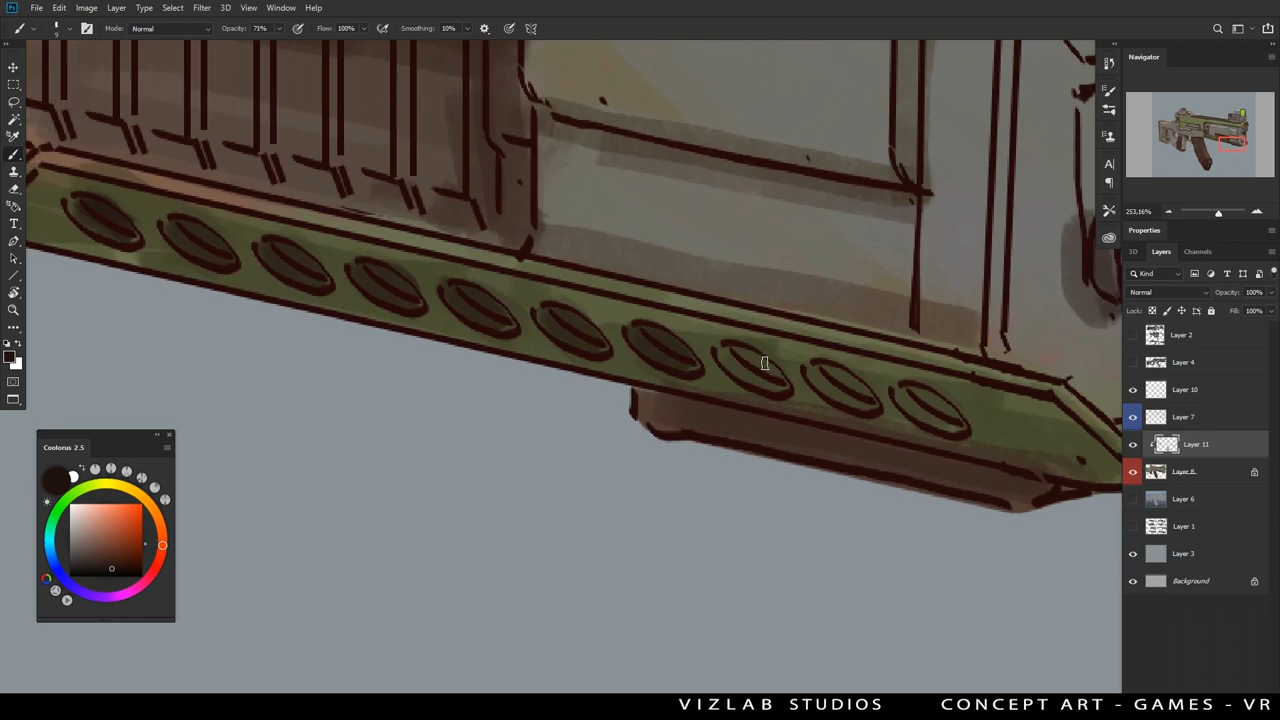 Ps File Edit Image Layer Type Select Filter 3D View Window Help
9 Mode: Normal Opacity: 71% Flow: 100% Smoothing: 10%
Navigator
253,16%
Properties
3D Layers Channels
Kind
Normal Opacity: 100%
Lock: Fill: 100%
Layer 2
Layer 4
Layer 10
Layer 7
Layer 11
Layer 8
Layer 6
Layer 1
Layer 3
Background
Coolorus 2.5
VIZLAB STUDIOS CONCEPT ART - GAMES - VR